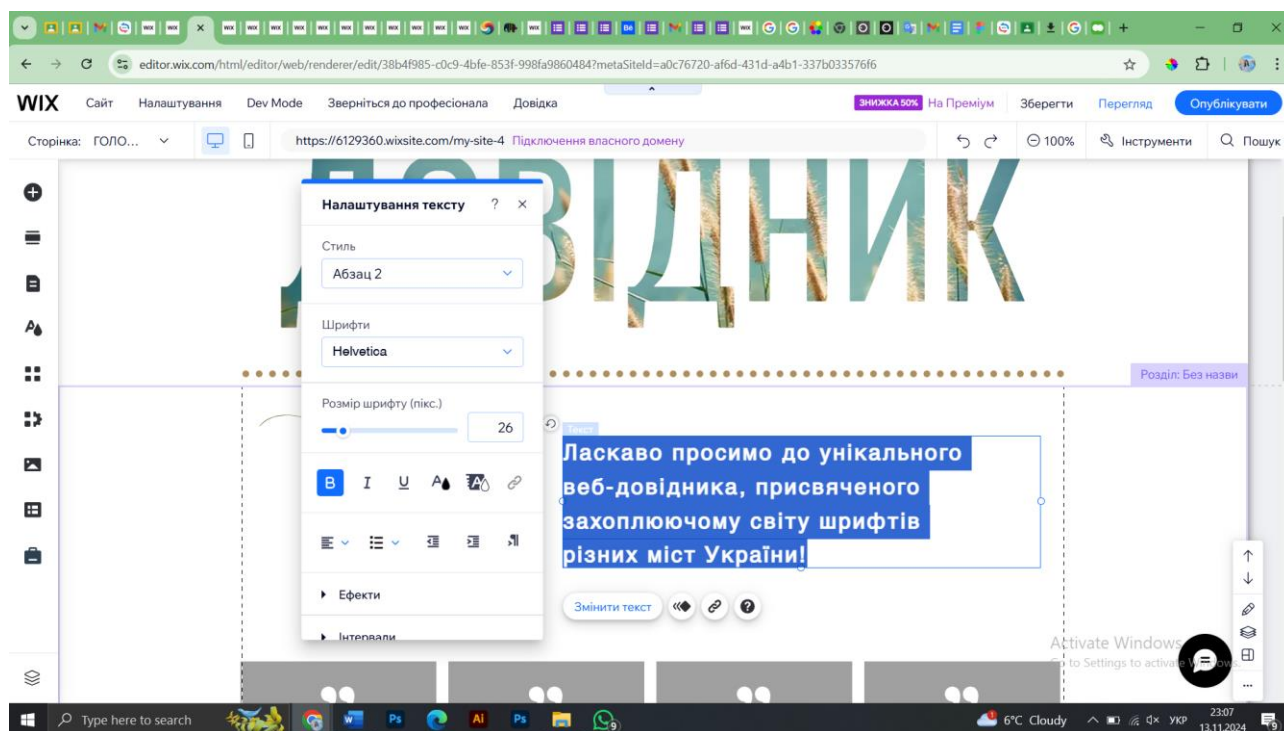 editor.wix.com/html/editor/web/renderer/edit/38b4f985-c0c9-4bfe-853f-998fa9860484?metaSiteId=a0c76720-af6d-431d-a4b1-337b033576f6
WIX Сайт Налаштування Dev Mode Зверніться до професіонала Довідка ЗНИЖКА 50% На Преміум Зберегти Перегляд Опублікувати
Сторінка: ГОЛО... https://6129360.wixsite.com/my-site-4 Підключення власного домену 100% Інструменти Пошук
ДОВІДНИК
Налаштування тексту ? ×
Стиль
Абзац 2
Шрифти
Helvetica
Розділ: Без назви
Розмір шрифту (пікс.)
26
B I U
Ефекти
Інтервали
Текст
Ласкаво просимо до унікального
веб-довідника, присвяченого
захоплюючому світу шрифтів
різних міст України!
Змінити текст
Activate Windows
Go to Settings to activate Windows.
Type here to search
6°C Cloudy УКР 23:07
13.11.2024